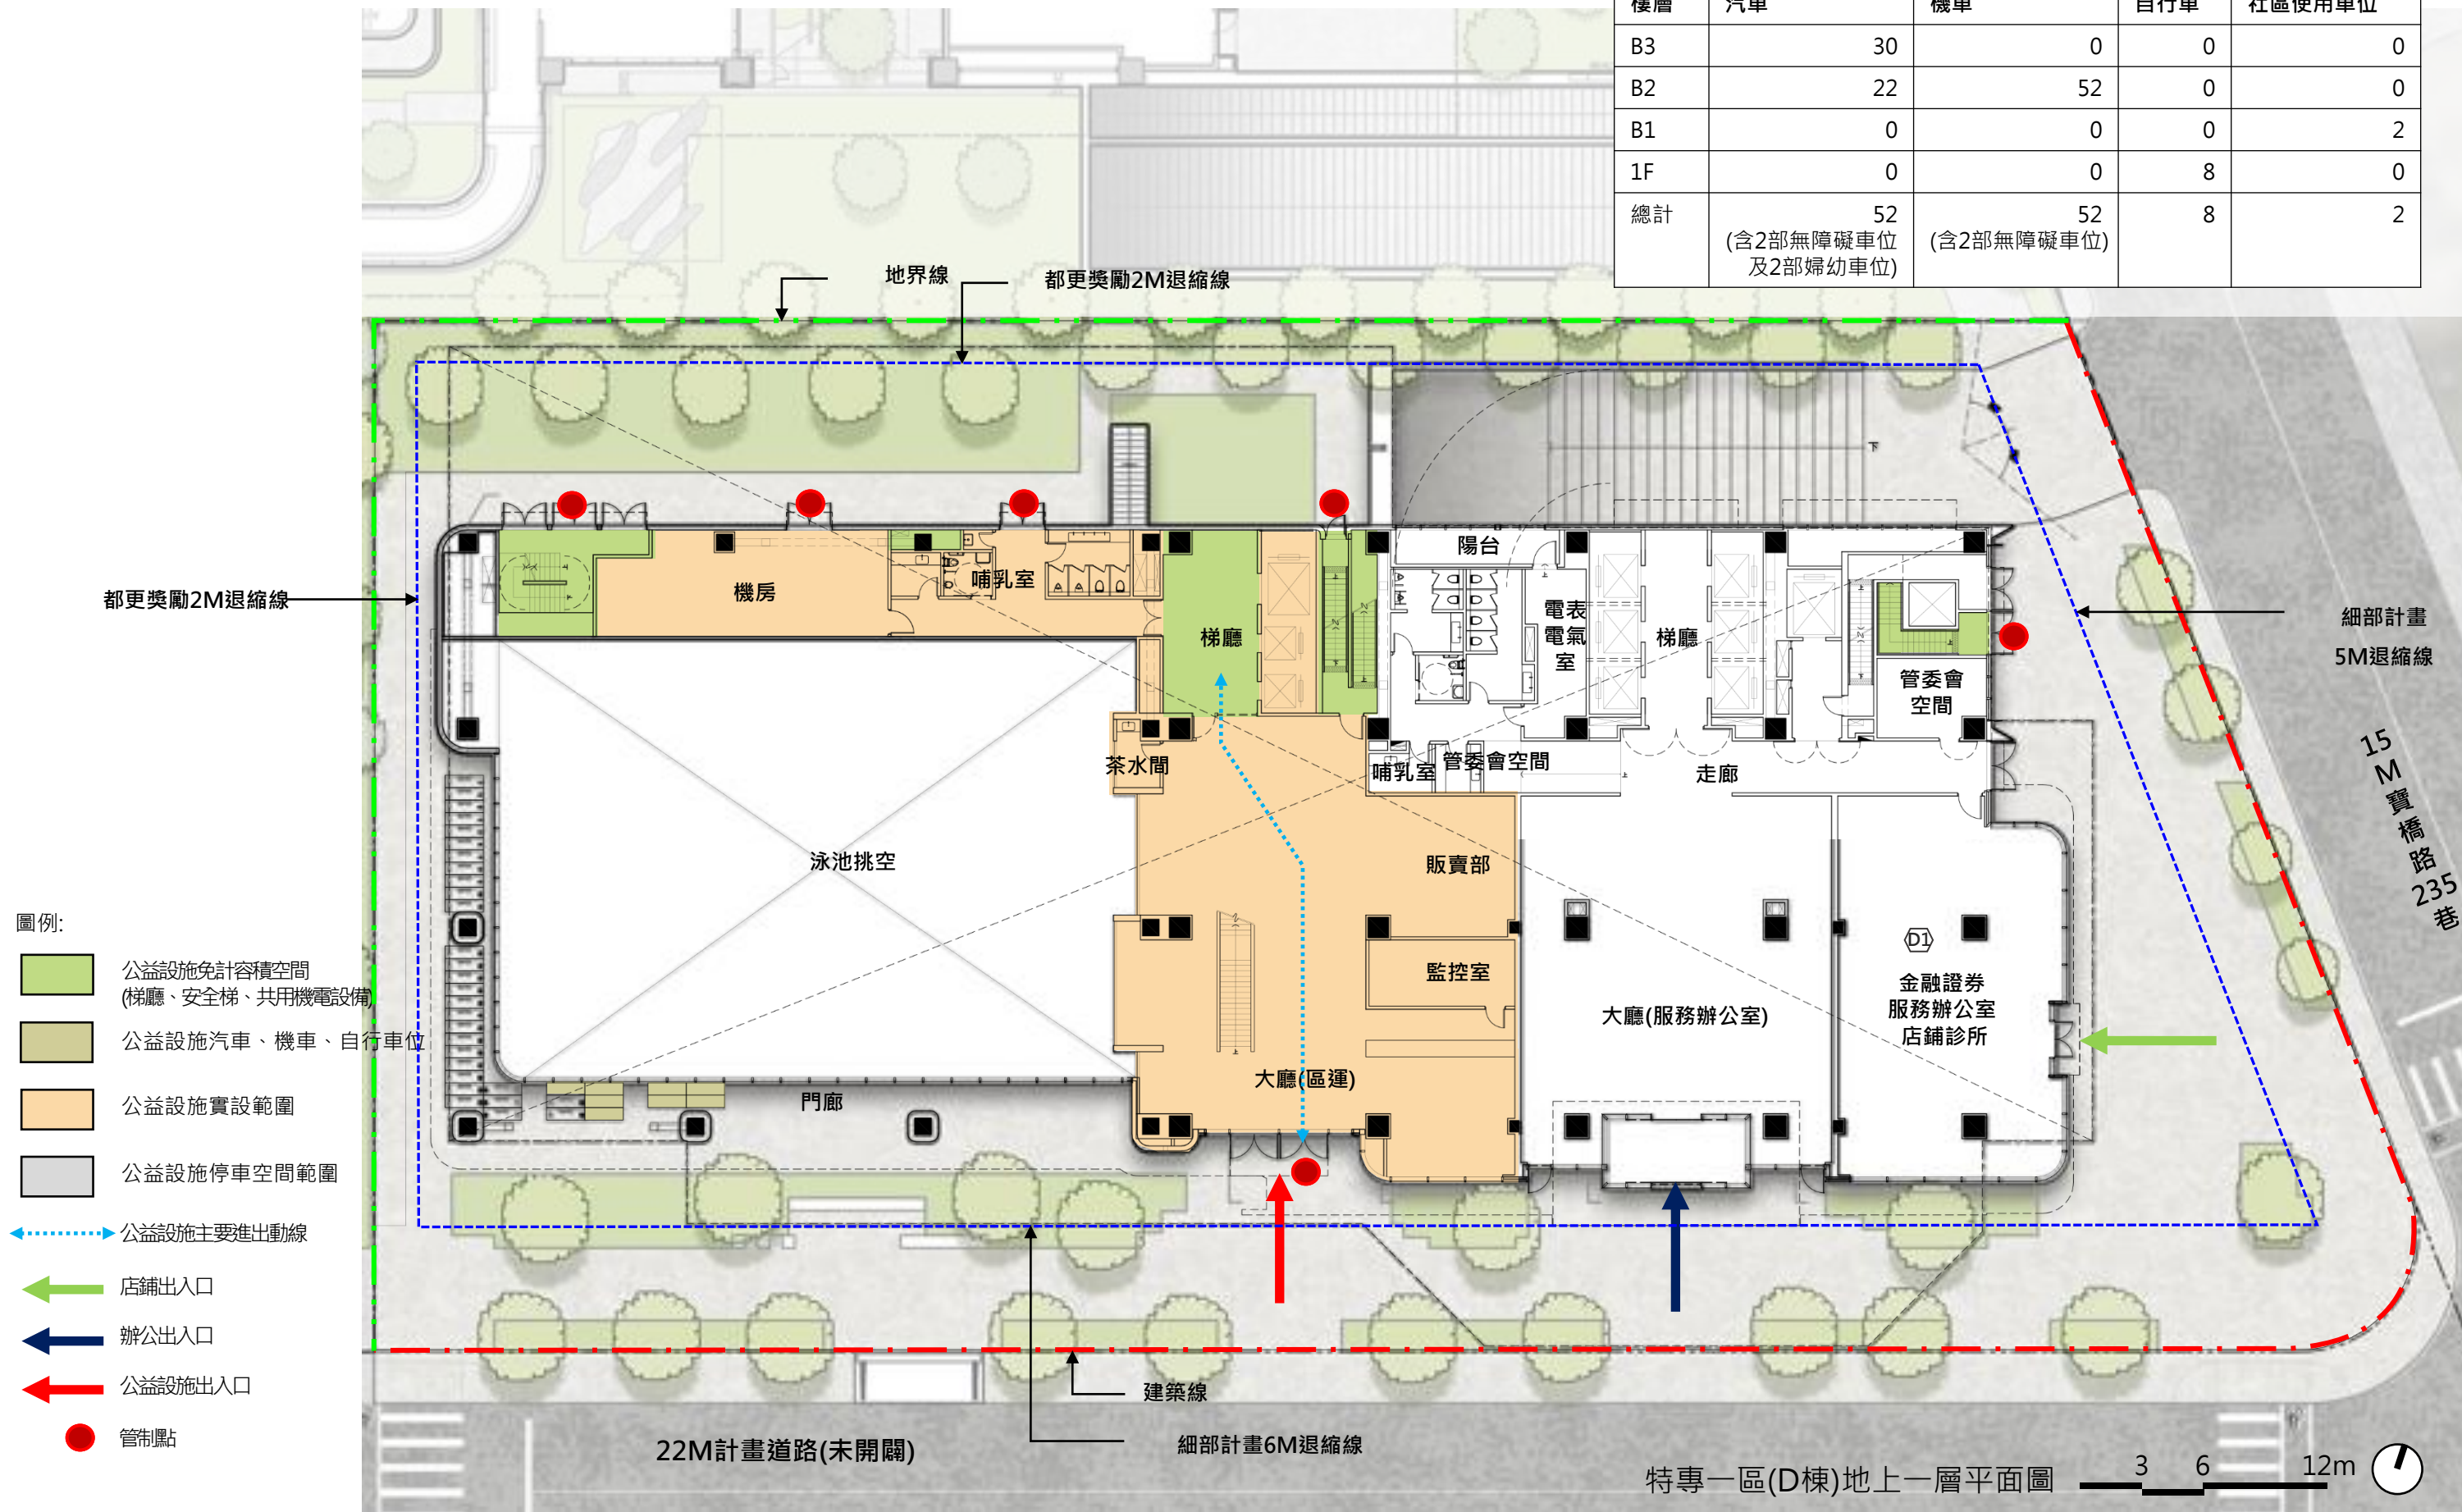 樓層 汽車 機車 自行車 社區使用車位
B3 30 0 0 0
B2 22 52 0 0
B1 0 0 0 2
1F 0 0 8 0
總計 52 52 8 2
(含2部無障礙車位 (含2部無障礙車位)
及2部婦幼車位)
地界線
都更獎勵2M退縮線
下
陽台
哺乳室
機房
電表
電氣
室
梯廳
梯廳
都更獎勵2M退縮線
細部計畫
5M退縮線
管委會
空間
茶水間
哺乳室
管委會空間
走廊
15
M
寶
橋
路
235
巷
泳池挑空
販賣部
D1
監控室
金融證券
服務辦公室
店鋪診所
大廳(服務辦公室)
大廳(區運)
門廊
圖例:
公益設施免計容積空間
(梯廳、安全梯、共用機電設備)
公益設施汽車、機車、自行車位
公益設施實設範圍
公益設施停車空間範圍
公益設施主要進出動線
店鋪出入口
辦公出入口
公益設施出入口
管制點
建築線
細部計畫6M退縮線
22M計畫道路(未開闢)
特專一區(D棟)地上一層平面圖
3 6 12m